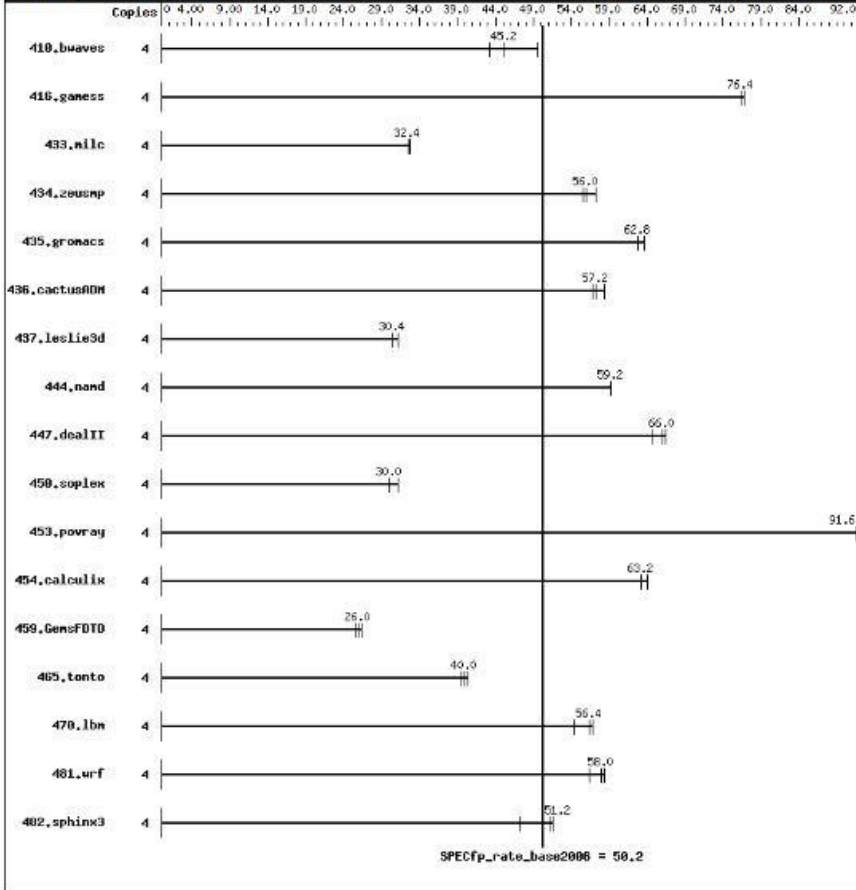 Copies 0 4.00 9.00 14.0 19.0 24.0 29.0 34.0 39.0 44.0 49.0 54.0 59.0 64.0 69.0 74.0 79.0 84.0 92.0
410.bwaves 4 45.2
416.gamess 4 76.4
433.milc 4 32.4
434.zeusmp 4 56.0
435.gromacs 4 62.8
436.cactusADM 4 57.2
437.leslie3d 4 30.4
444.namd 4 59.2
447.dealII 4 66.0
450.soplex 4 30.0
453.povray 4 91.6
454.calculix 4 63.2
459.GemsFDTD 4 26.0
465.tonto 4 40.0
470.lbm 4 56.4
481.wrf 4 58.0
482.sphinx3 4 51.2
SPECfp_rate_base2006 = 50.2